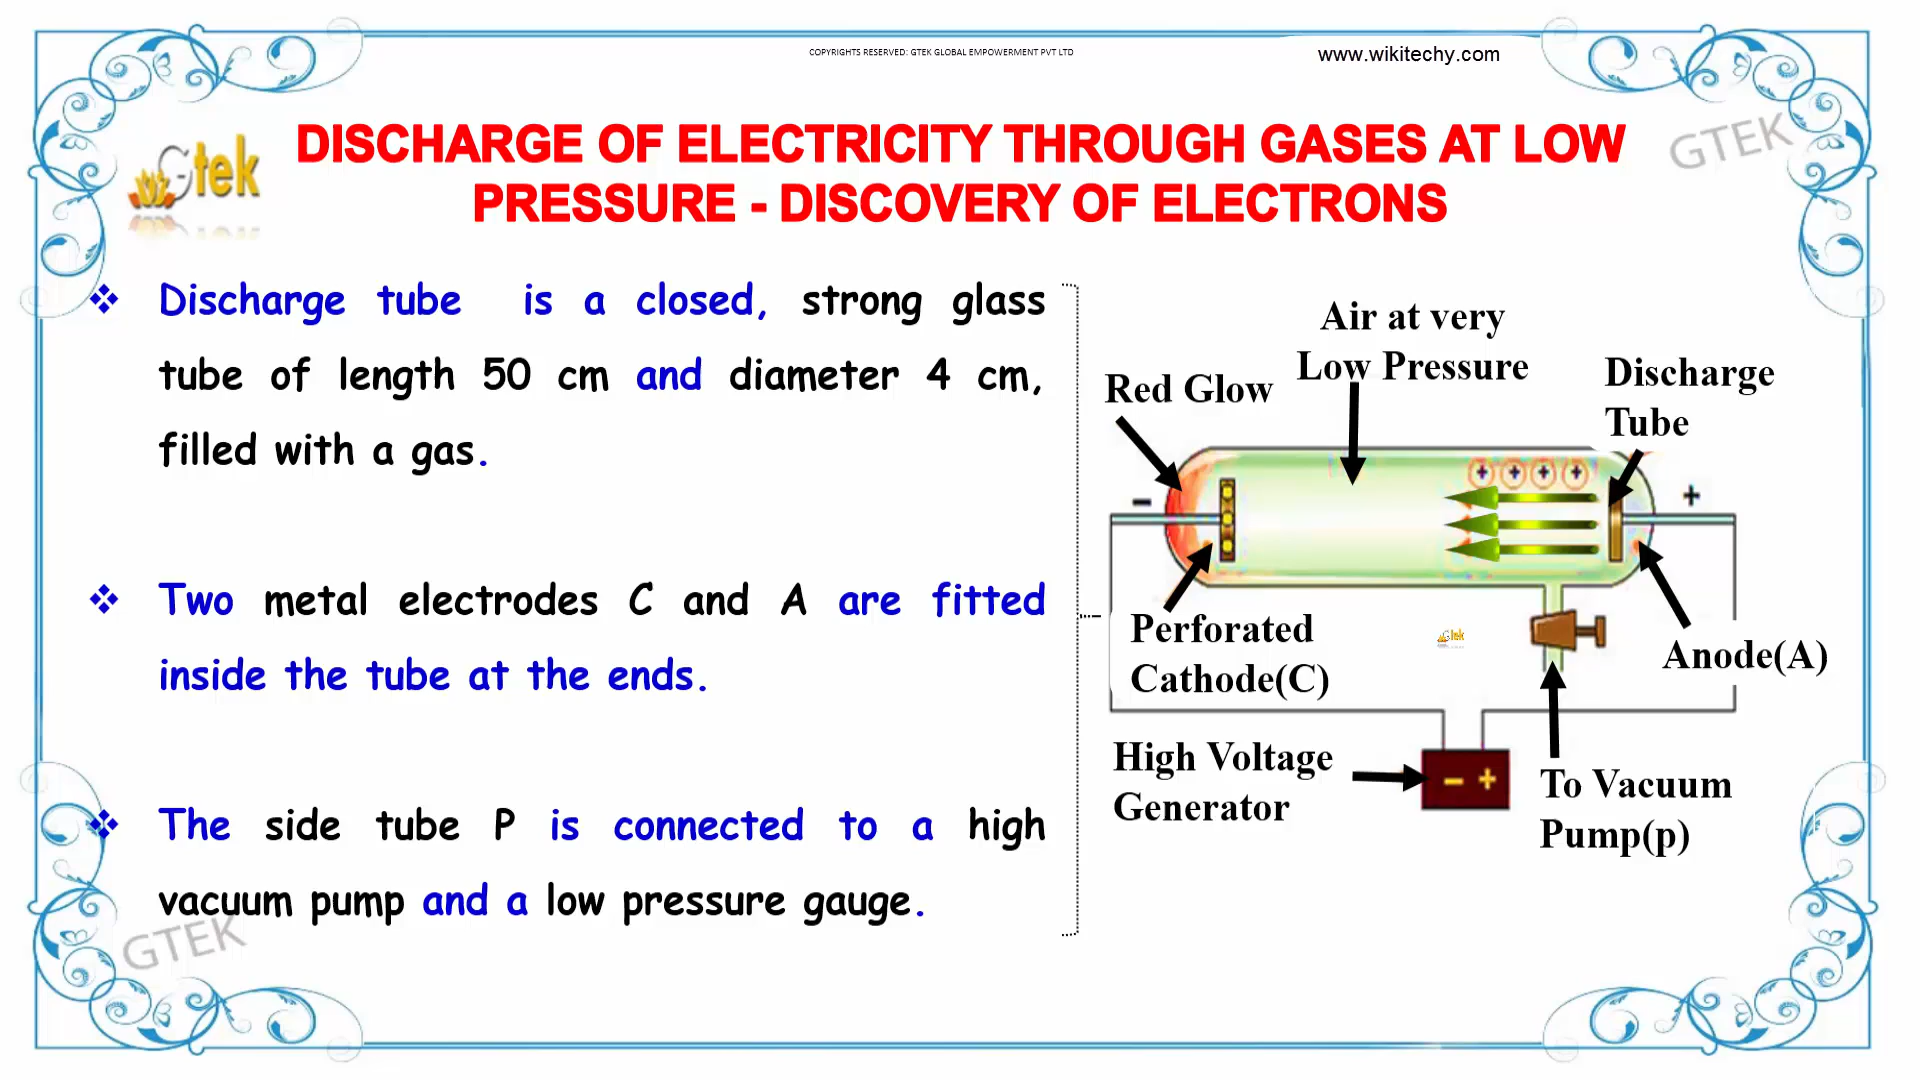 COPYRIGHTS RESERVED: GTEK GLOBAL EMPOWERMENT PVT LTD
www.wikitechy.com
GTEK
Gtek
DISCHARGE OF ELECTRICITY THROUGH GASES AT LOW
PRESSURE - DISCOVERY OF ELECTRONS
❖ Discharge tube is a closed, strong glass
tube of length 50 cm and diameter 4 cm,
filled with a gas.
❖ Two metal electrodes C and A are fitted
inside the tube at the ends.
❖ The side tube P is connected to a high
vacuum pump and a low pressure gauge.
GTEK
Air at very
Low Pressure
Red Glow
Discharge
Tube
+ + + +
−
+
Perforated
Cathode(C)
Gtek
Anode(A)
High Voltage
Generator
− +
To Vacuum
Pump(p)